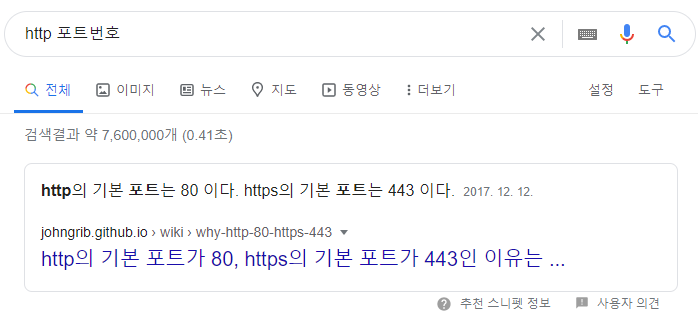 http 포트번호
전체 이미지 뉴스 지도 동영상 더보기 설정 도구
검색결과 약 7,600,000개 (0.41초)
http의 기본 포트는 80 이다. https의 기본 포트는 443 이다. 2017. 12. 12.
johngrib.github.io › wiki › why-http-80-https-443
http의 기본 포트가 80, https의 기본 포트가 443인 이유는 ...
추천 스니펫 정보 사용자 의견